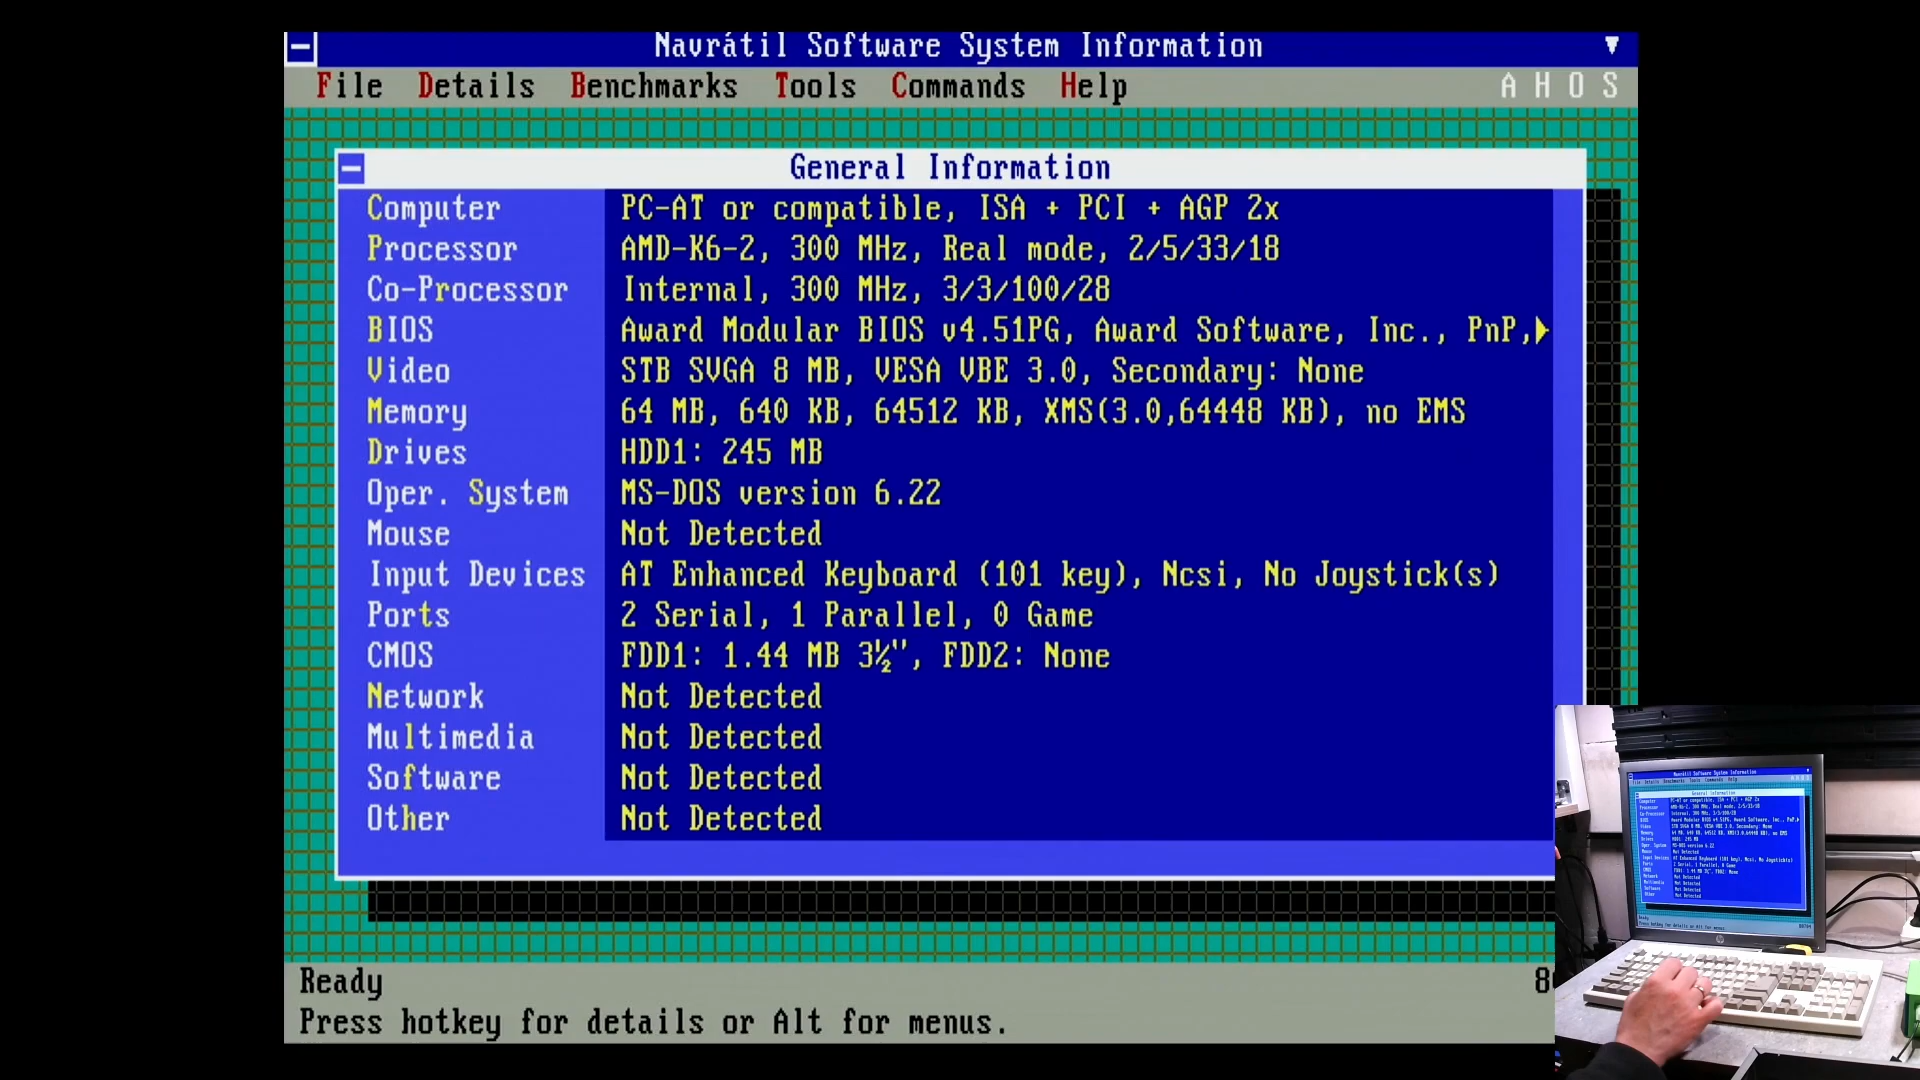 Navrátil Software System Information
File Details Benchmarks Tools Commands Help A H O S
General Information
Computer PC-AT or compatible, ISA + PCI + AGP 2x
Processor AMD-K6-2, 300 MHz, Real mode, 2/5/33/18
Co-Processor Internal, 300 MHz, 3/3/100/28
BIOS Award Modular BIOS v4.51PG, Award Software, Inc., PnP,
Video STB SVGA 8 MB, VESA VBE 3.0, Secondary: None
Memory 64 MB, 640 KB, 64512 KB, XMS(3.0,64448 KB), no EMS
Drives HDD1: 245 MB
Oper. System MS-DOS version 6.22
Mouse Not Detected
Input Devices AT Enhanced Keyboard (101 key), Ncsi, No Joystick(s)
Ports 2 Serial, 1 Parallel, 0 Game
CMOS FDD1: 1.44 MB 3½", FDD2: None
Network Not Detected
Multimedia Not Detected
Software Not Detected
Other Not Detected
Ready
Press hotkey for details or Alt for menus.